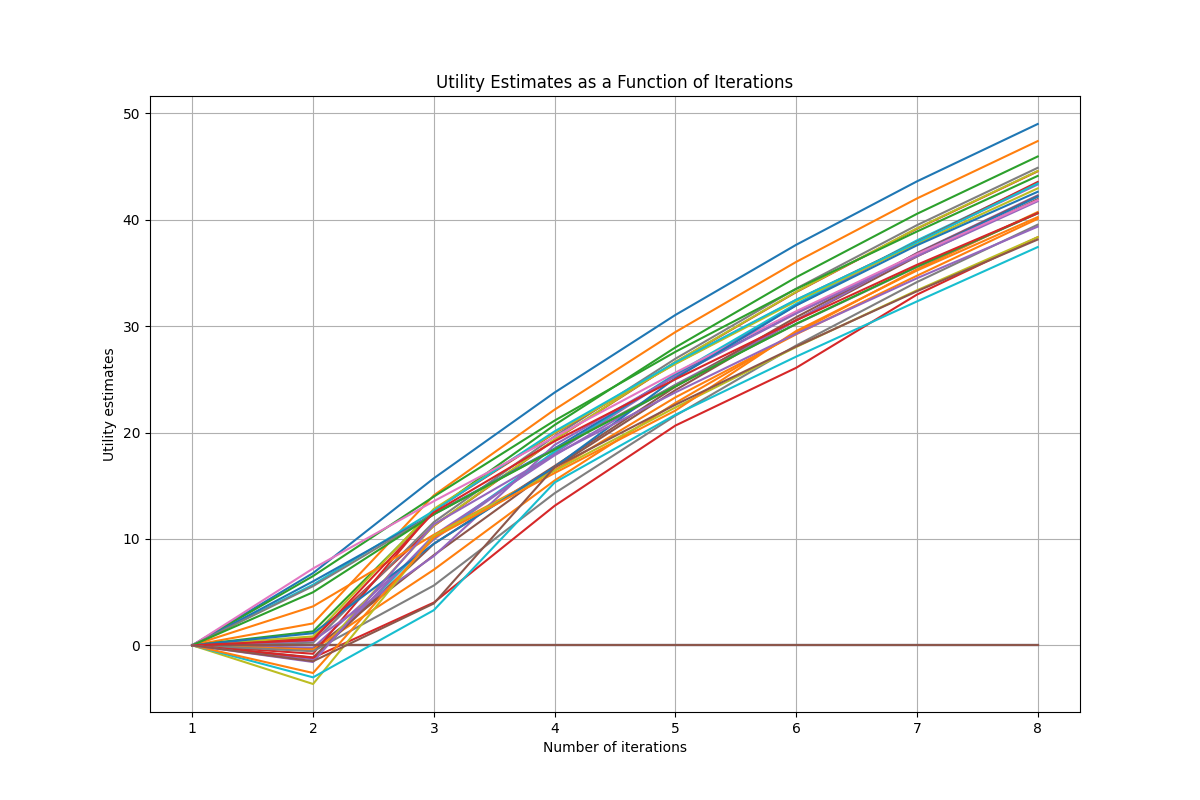 Utility Estimates as a Function of Iterations
50
40
30
20
10
0
Utility estimates
1 2 3 4 5 6 7 8
Number of iterations